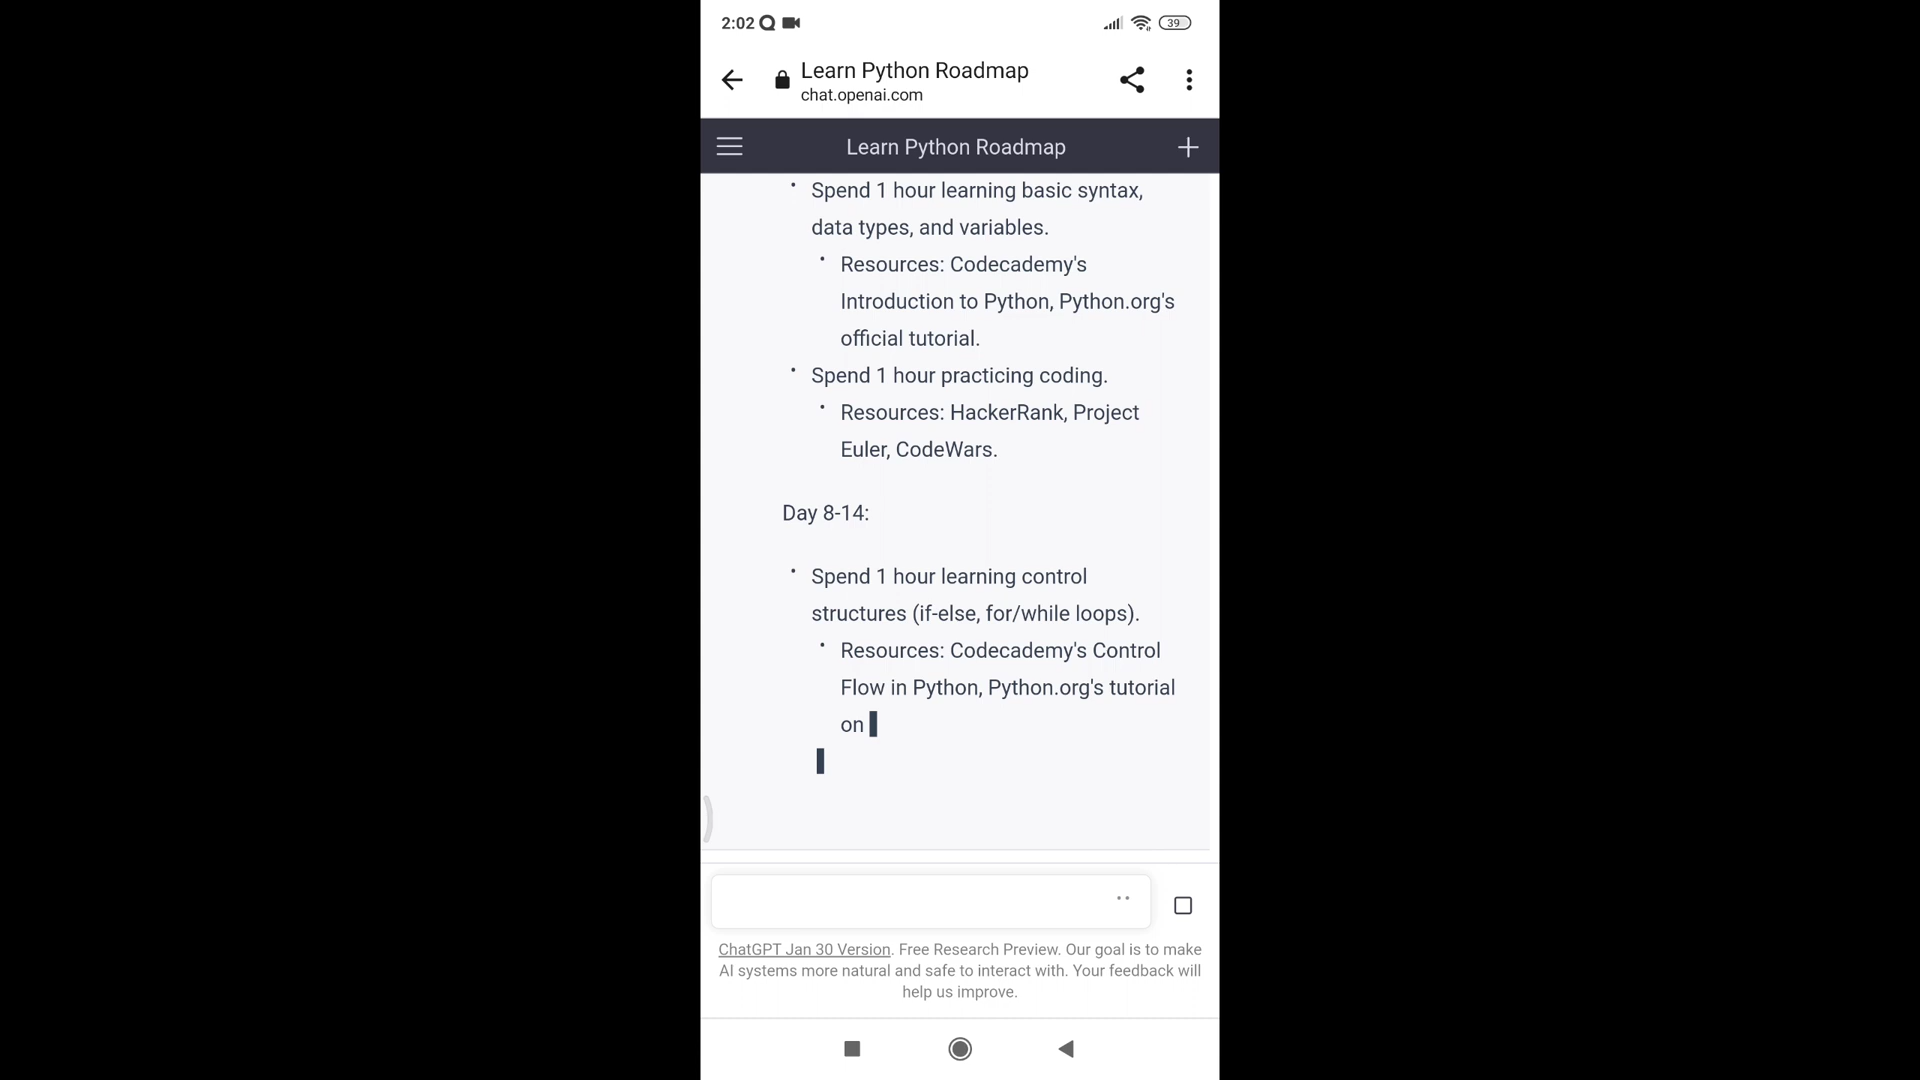 2:02
39
Learn Python Roadmap
chat.openai.com
Learn Python Roadmap
• Spend 1 hour learning basic syntax,
data types, and variables.
• Resources: Codecademy's
Introduction to Python, Python.org's
official tutorial.
• Spend 1 hour practicing coding.
• Resources: HackerRank, Project
Euler, CodeWars.
Day 8-14:
• Spend 1 hour learning control
structures (if-else, for/while loops).
• Resources: Codecademy's Control
Flow in Python, Python.org's tutorial
on
ChatGPT Jan 30 Version. Free Research Preview. Our goal is to make
AI systems more natural and safe to interact with. Your feedback will
help us improve.